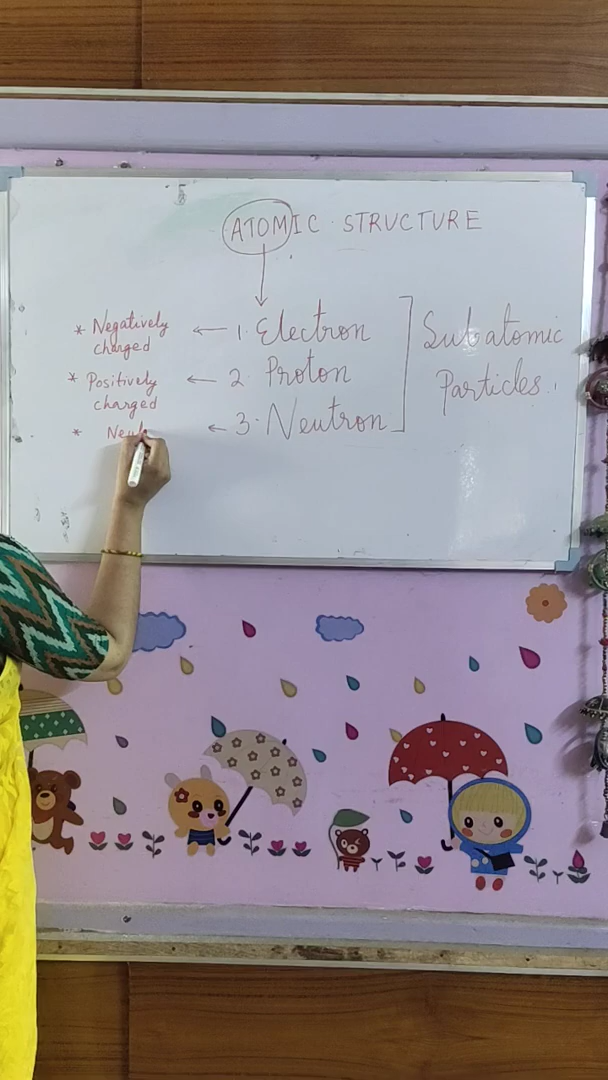 ATOMIC STRUCTURE
* Negatively charged ← 1. Electron
* Positively charged ← 2. Proton
* ← 3. Neutron
Subatomic
Particles.